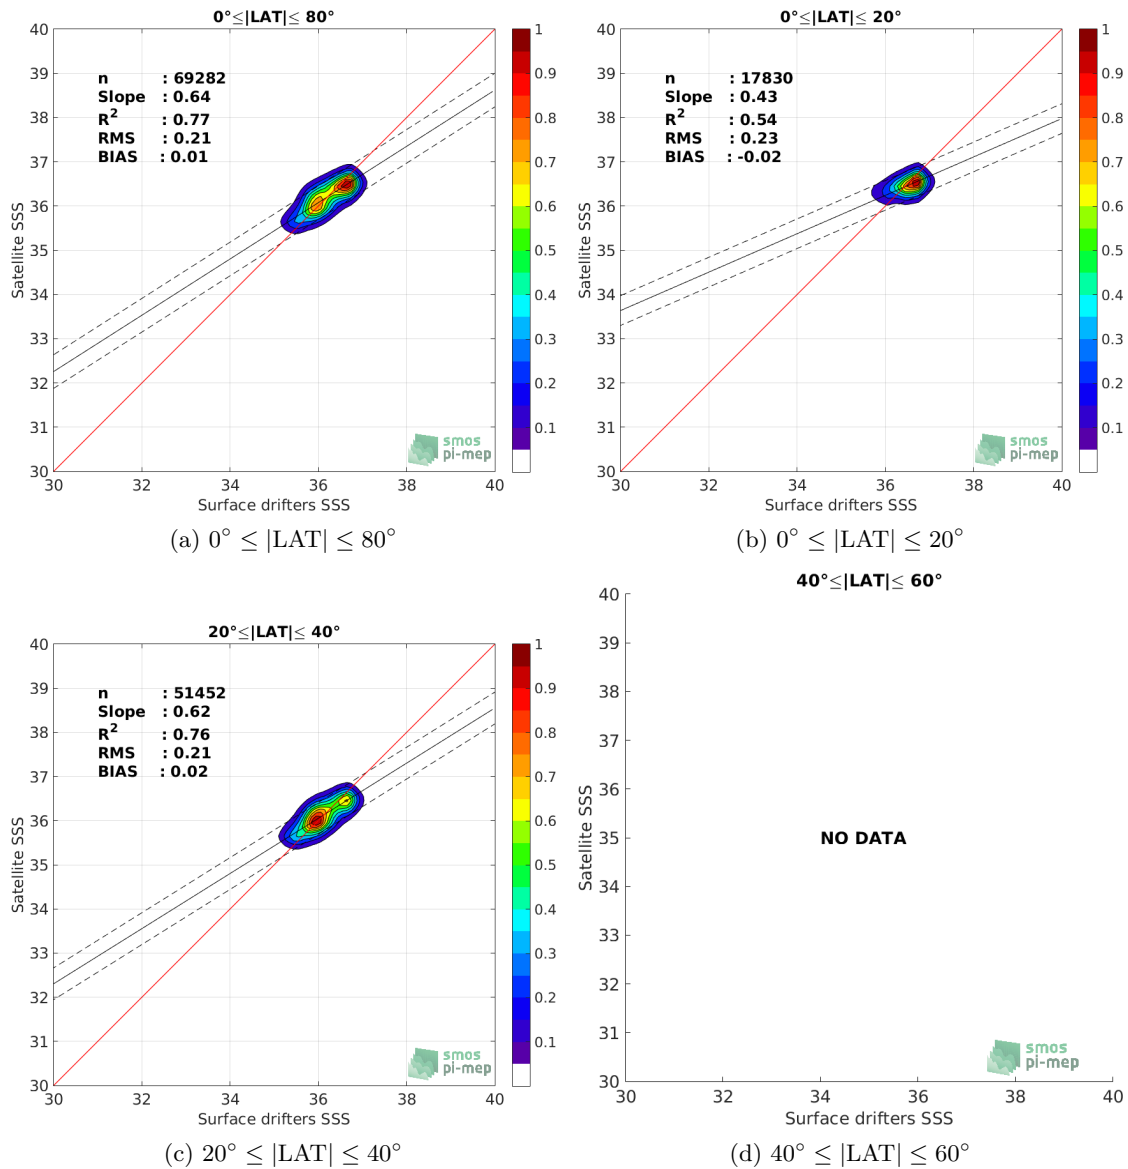 0°≤|LAT|≤ 80°
Satellite SSS
40
39
38
37
36
35
34
33
32
31
30
n : 69282
Slope : 0.64
R² : 0.77
RMS : 0.21
BIAS : 0.01
smos
pi-mep
30 32 34 36 38 40
Surface drifters SSS
1
0.9
0.8
0.7
0.6
0.5
0.4
0.3
0.2
0.1
(a) 0° ≤ |LAT| ≤ 80°
0°≤|LAT|≤ 20°
Satellite SSS
40
39
38
37
36
35
34
33
32
31
30
n : 17830
Slope : 0.43
R² : 0.54
RMS : 0.23
BIAS : -0.02
smos
pi-mep
30 32 34 36 38 40
Surface drifters SSS
1
0.9
0.8
0.7
0.6
0.5
0.4
0.3
0.2
0.1
(b) 0° ≤ |LAT| ≤ 20°
20°≤|LAT|≤ 40°
Satellite SSS
40
39
38
37
36
35
34
33
32
31
30
n : 51452
Slope : 0.62
R² : 0.76
RMS : 0.21
BIAS : 0.02
smos
pi-mep
30 32 34 36 38 40
Surface drifters SSS
1
0.9
0.8
0.7
0.6
0.5
0.4
0.3
0.2
0.1
(c) 20° ≤ |LAT| ≤ 40°
40°≤|LAT|≤ 60°
Satellite SSS
40
39
38
37
36
35
34
33
32
31
30
NO DATA
smos
pi-mep
30 32 34 36 38 40
Surface drifters SSS
(d) 40° ≤ |LAT| ≤ 60°